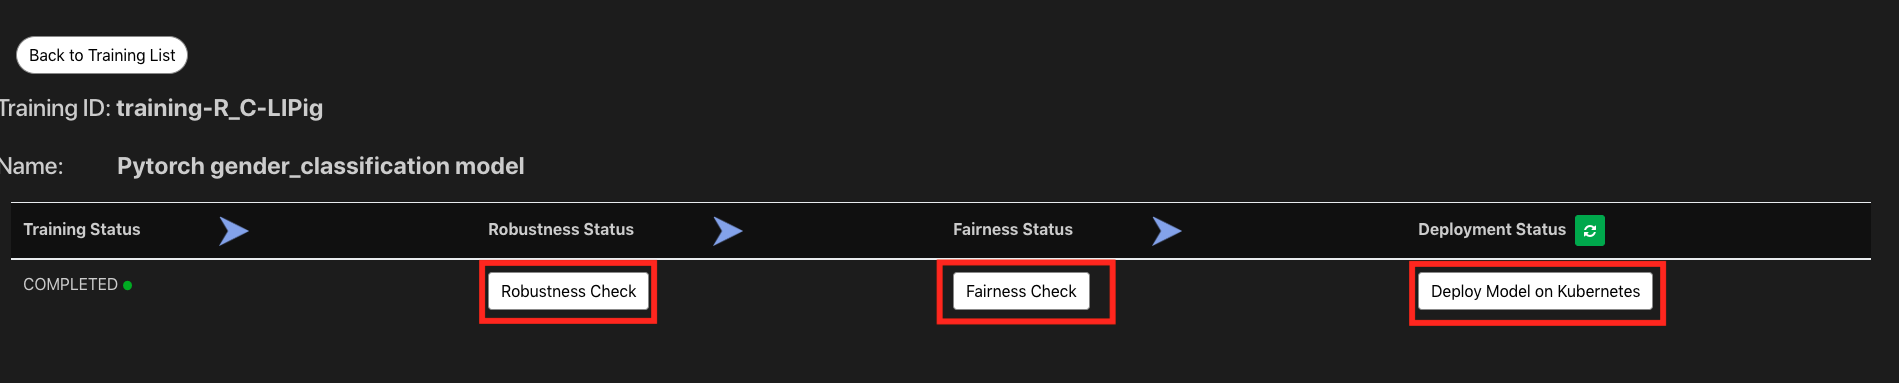 Back to Training List
Training ID: training-R_C-LIPig
Name: Pytorch gender_classification model
Training Status Robustness Status Fairness Status Deployment Status
COMPLETED Robustness Check Fairness Check Deploy Model on Kubernetes